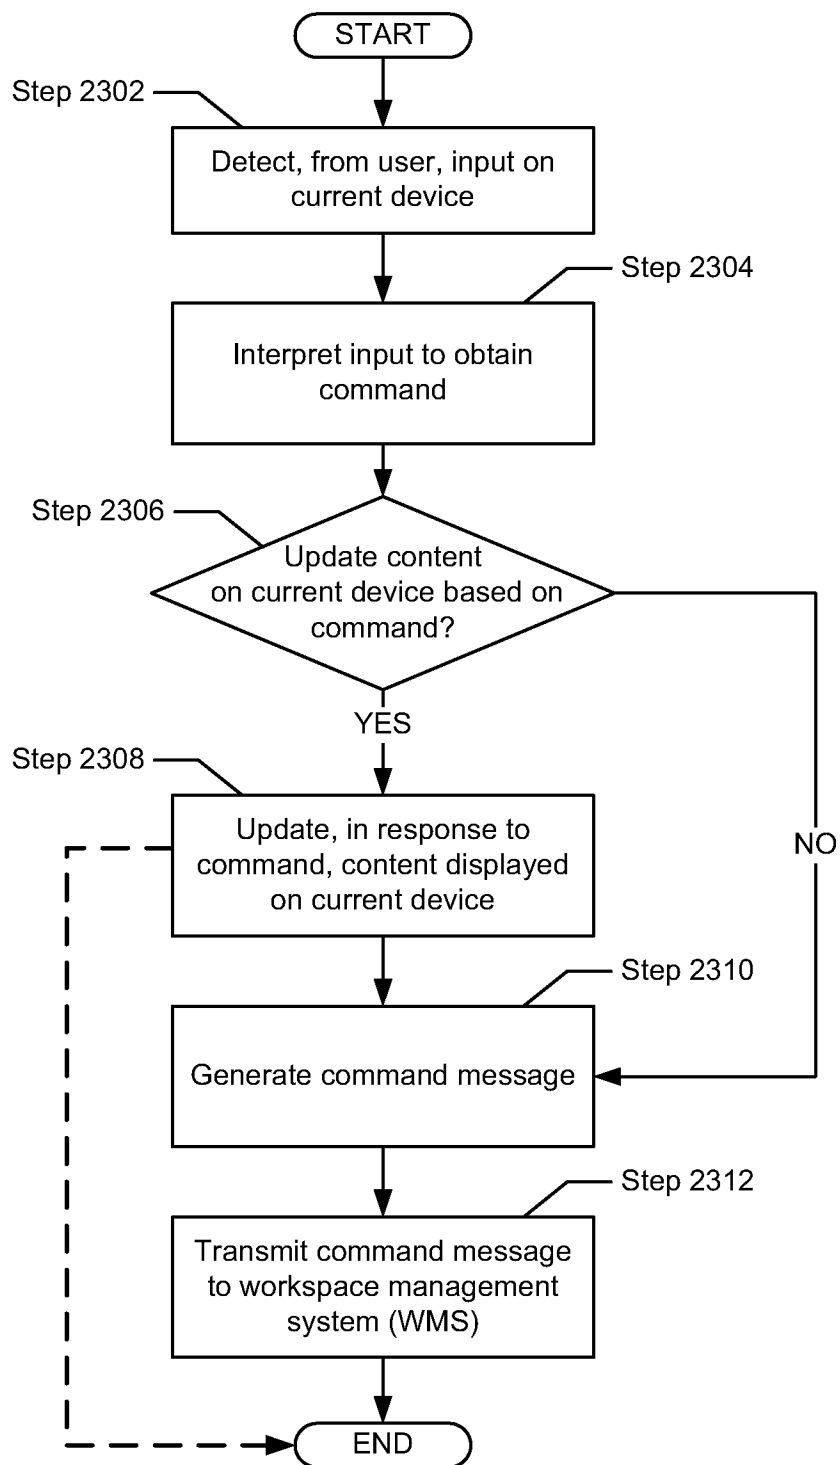 START
Step 2302
Detect, from user, input on
current device
Step 2304
Interpret input to obtain
command
Step 2306
Update content
on current device based on
command?
YES
NO
Step 2308
Update, in response to
command, content displayed
on current device
Step 2310
Generate command message
Step 2312
Transmit command message
to workspace management
system (WMS)
END